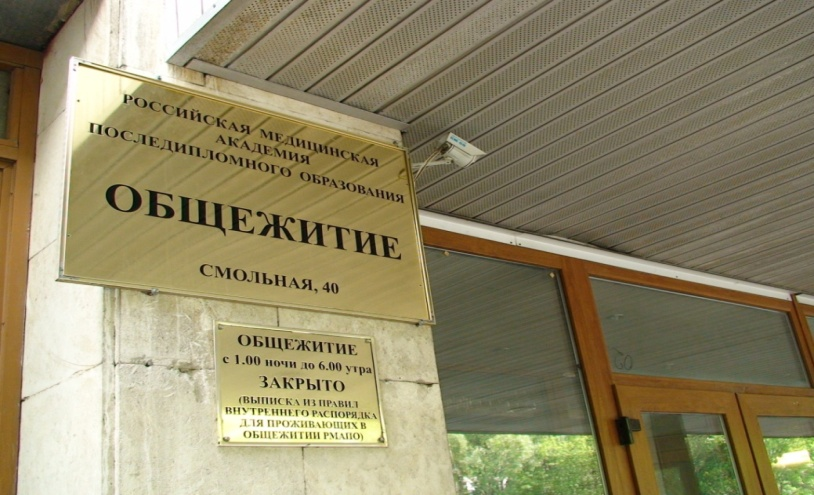 РОССИЙСКАЯ МЕДИЦИНСКАЯ
АКАДЕМИЯ
ПОСЛЕДИПЛОМНОГО ОБРАЗОВАНИЯ
ОБЩЕЖИТИЕ
СМОЛЬНАЯ, 40
ОБЩЕЖИТИЕ
с 1.00 ночи до 6.00 утра
ЗАКРЫТО
(ВЫПИСКА ИЗ ПРАВИЛ
ВНУТРЕННЕГО РАСПОРЯДКА
ДЛЯ ПРОЖИВАЮЩИХ В
ОБЩЕЖИТИИ РМАПО)